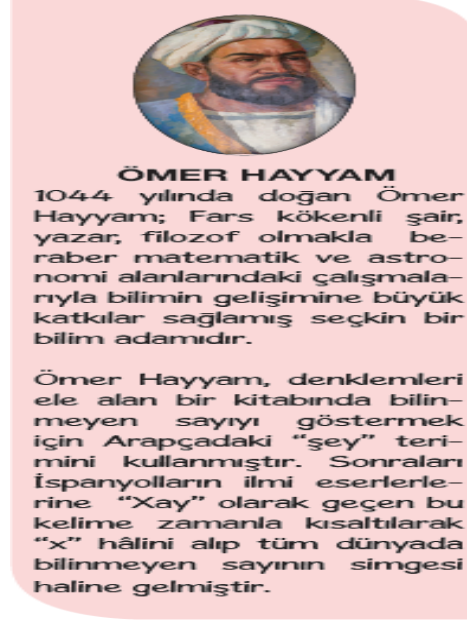 ÖMER HAYYAM
1044 yılında doğan Ömer
Hayyam; Fars kökenli şair,
yazar, filozof olmakla be-
raber matematik ve astro-
nomi alanlarındaki çalışmala-
rıyla bilimin gelişimine büyük
katkılar sağlamış seçkin bir
bilim adamıdır.
Ömer Hayyam, denklemleri
ele alan bir kitabında bilin-
meyen sayıyı göstermek
için Arapçadaki “şey” teri-
mini kullanmıştır. Sonraları
İspanyolların ilmi eserlerle-
rine “Xay” olarak geçen bu
kelime zamanla kısaltılarak
“x” hâlini alıp tüm dünyada
bilinmeyen sayının simgesi
haline gelmiştir.